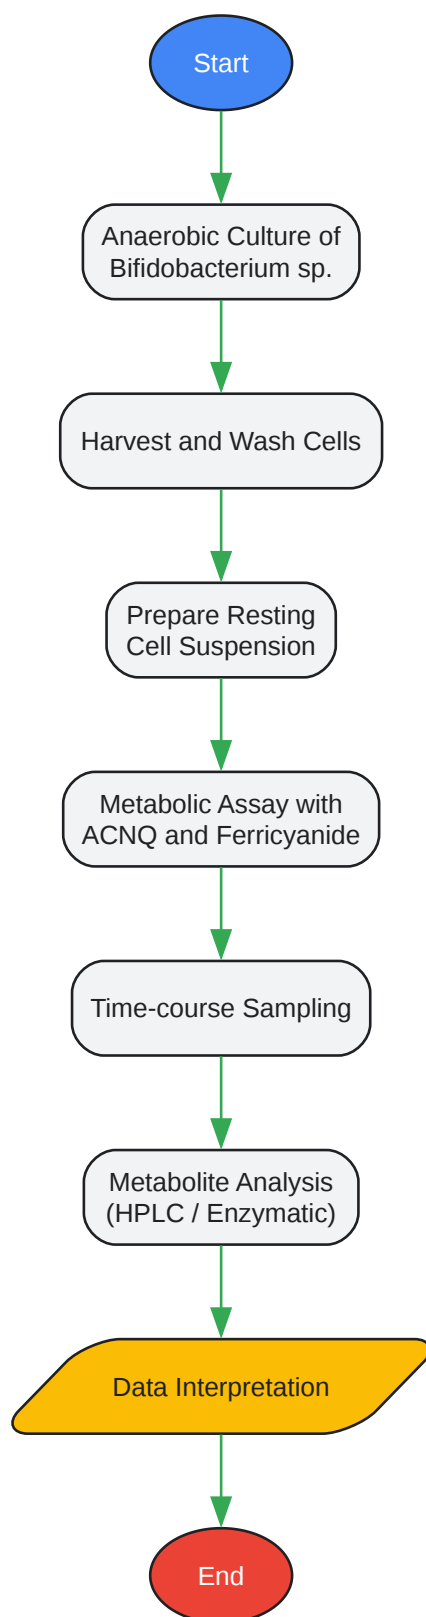 Start
Anaerobic Culture of
Bifidobacterium sp.
Harvest and Wash Cells
Prepare Resting
Cell Suspension
Metabolic Assay with
ACNQ and Ferricyanide
Time-course Sampling
Metabolite Analysis
(HPLC / Enzymatic)
Data Interpretation
End